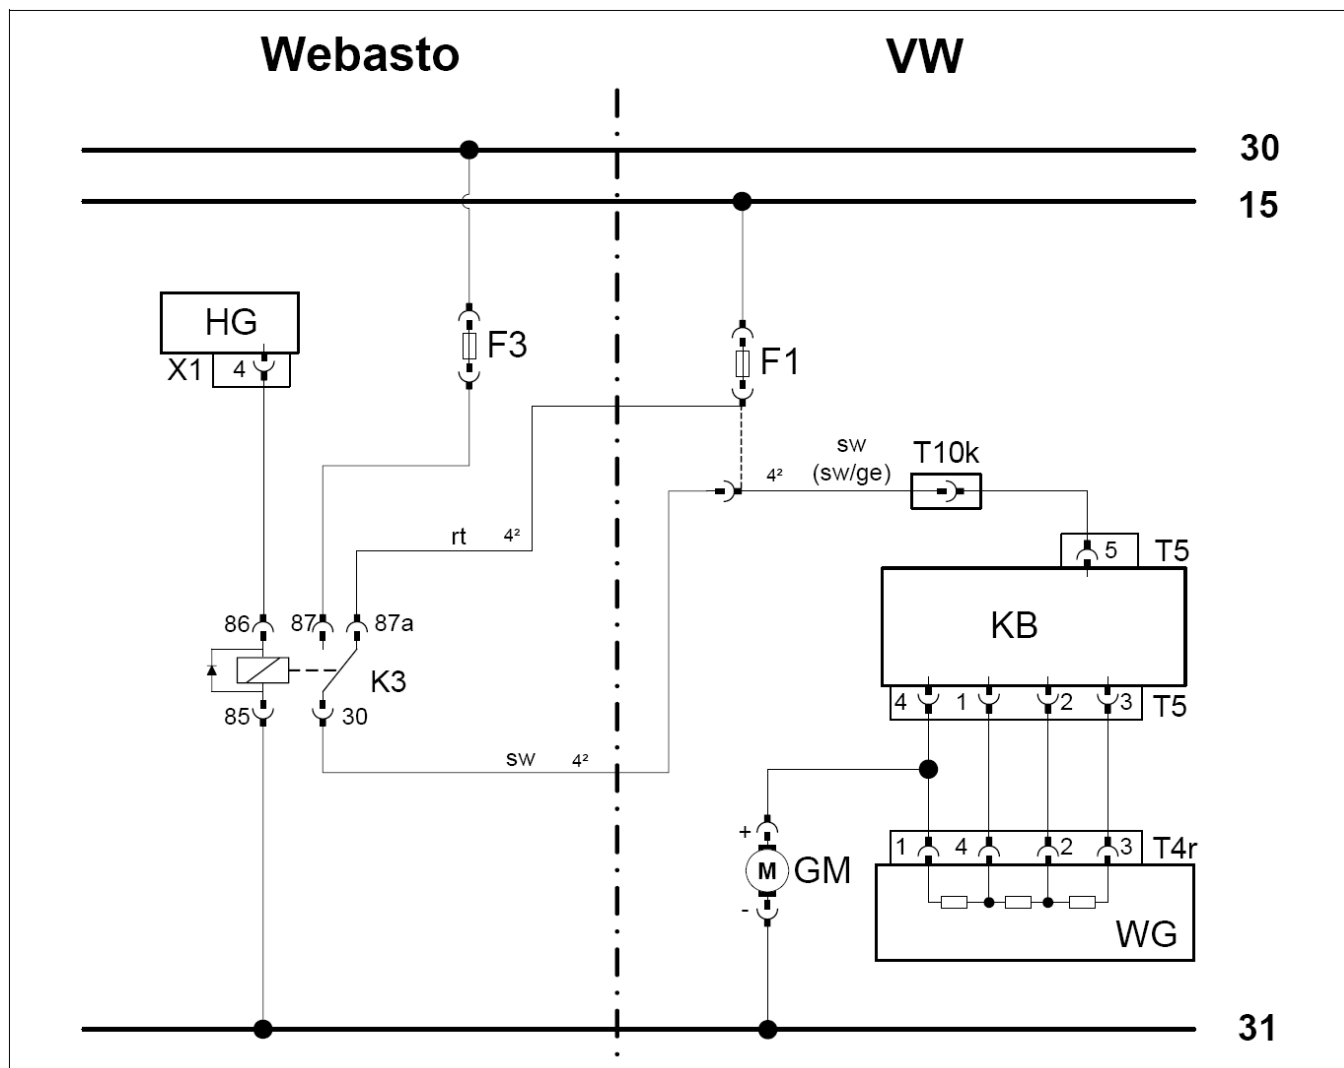 Webasto VW
30
15
HG
X1 4
F3
F1
sw
(sw/ge)
4²
T10k
rt 4²
5 T5
KB
86 87 87a
K3
85 30
4 1 2 3 T5
sw 4²
+
M GM
-
1 4 2 3 T4r
WG
31